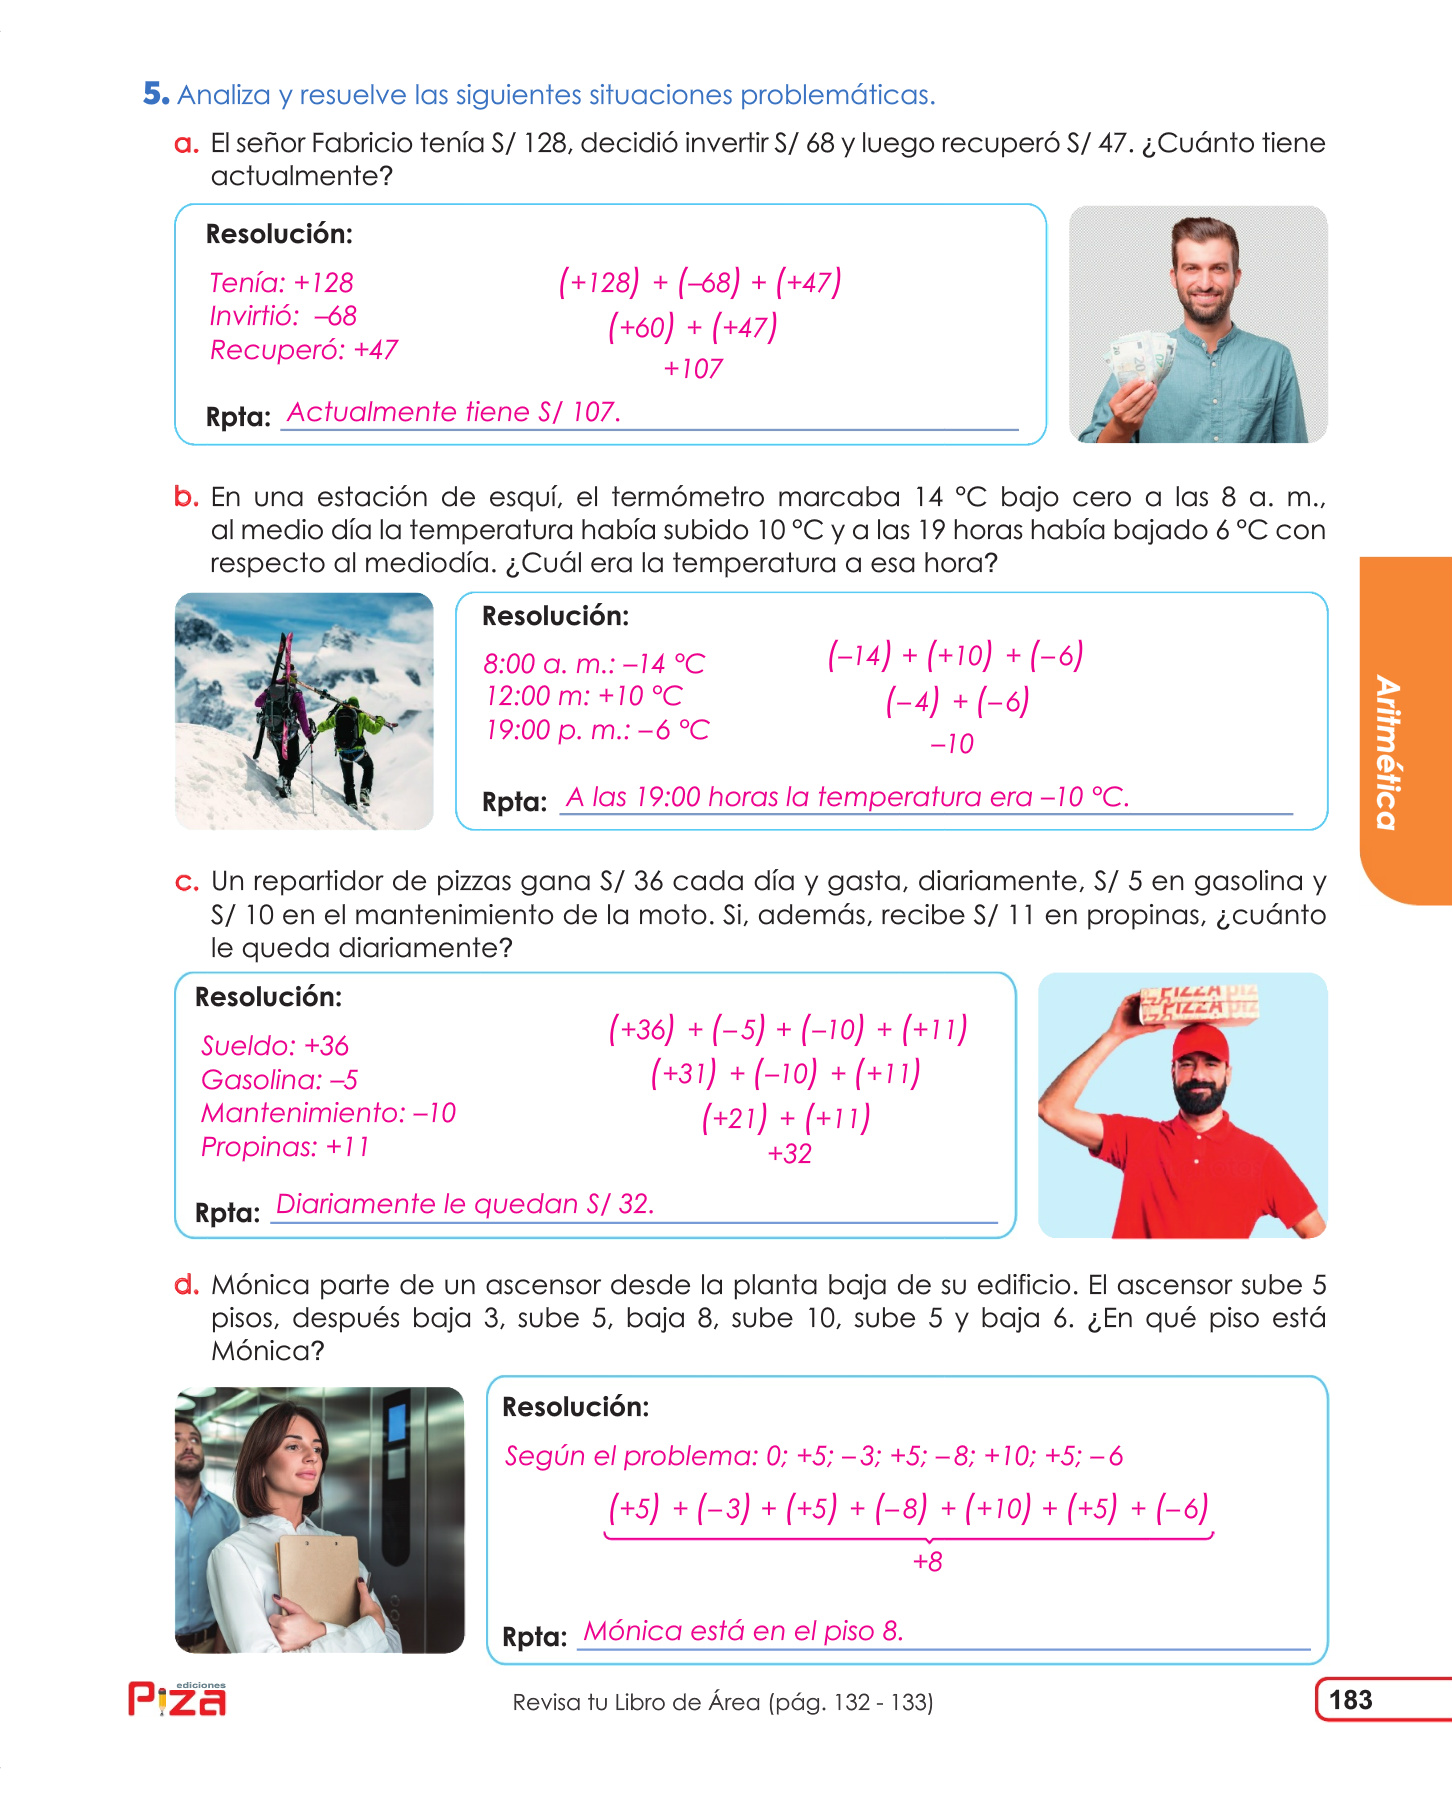 5. Analiza y resuelve las siguientes situaciones problemáticas.
a. El señor Fabricio tenía S/ 128, decidió invertir S/ 68 y luego recuperó S/ 47. ¿Cuánto tiene
actualmente?
Resolución:
Tenía: +128
Invirtió: –68
Recuperó: +47
(+128) + (–68) + (+47)
(+60) + (+47)
+107
Rpta: Actualmente tiene S/ 107.
b. En una estación de esquí, el termómetro marcaba 14 °C bajo cero a las 8 a. m.,
al medio día la temperatura había subido 10 °C y a las 19 horas había bajado 6 °C con
respecto al mediodía. ¿Cuál era la temperatura a esa hora?
Resolución:
8:00 a. m.: –14 °C
12:00 m: +10 °C
19:00 p. m.: –6 °C
(–14) + (+10) + (–6)
(–4) + (–6)
–10
Rpta: A las 19:00 horas la temperatura era –10 °C.
Aritmética
c. Un repartidor de pizzas gana S/ 36 cada día y gasta, diariamente, S/ 5 en gasolina y
S/ 10 en el mantenimiento de la moto. Si, además, recibe S/ 11 en propinas, ¿cuánto
le queda diariamente?
Resolución:
Sueldo: +36
Gasolina: –5
Mantenimiento: –10
Propinas: +11
(+36) + (–5) + (–10) + (+11)
(+31) + (–10) + (+11)
(+21) + (+11)
+32
Rpta: Diariamente le quedan S/ 32.
PIZZA piz
PIZZA piz
d. Mónica parte de un ascensor desde la planta baja de su edificio. El ascensor sube 5
pisos, después baja 3, sube 5, baja 8, sube 10, sube 5 y baja 6. ¿En qué piso está
Mónica?
Resolución:
Según el problema: 0; +5; –3; +5; –8; +10; +5; –6
(+5) + (–3) + (+5) + (–8) + (+10) + (+5) + (–6)
+8
Rpta: Mónica está en el piso 8.
ediciones
Piza
Revisa tu Libro de Área (pág. 132 - 133)
183